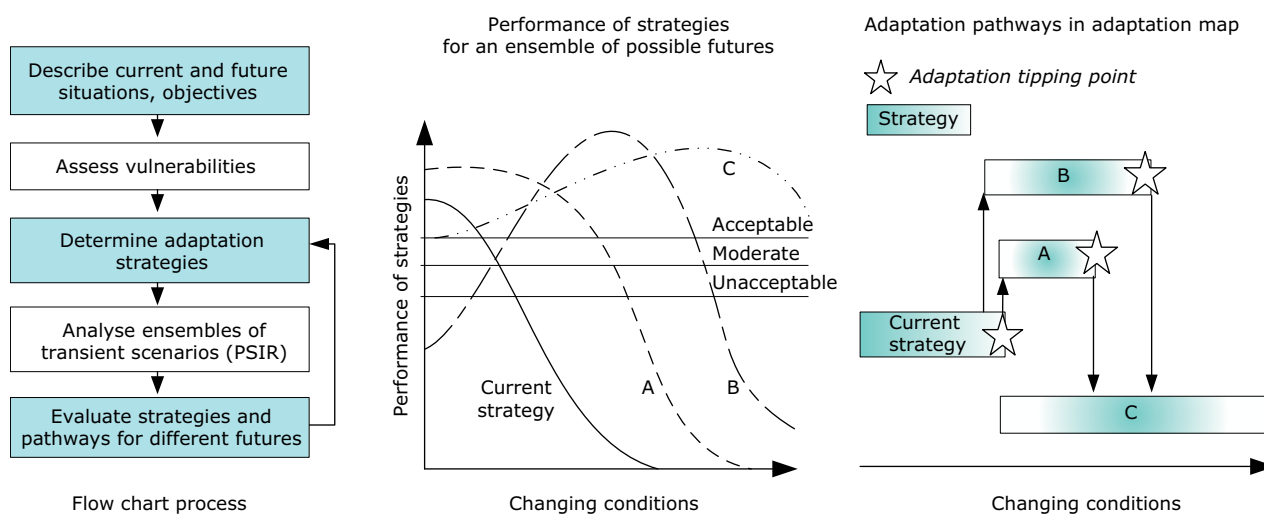 Describe current and future
situations, objectives
Assess vulnerabilities
Determine adaptation
strategies
Analyse ensembles of
transient scenarios (PSIR)
Evaluate strategies and
pathways for different futures
Flow chart process
Performance of strategies
for an ensemble of possible futures
Performance of strategies
C
Acceptable
Moderate
Unacceptable
Current
strategy
A
B
Changing conditions
Adaptation pathways in adaptation map
Adaptation tipping point
Strategy
B
A
Current
strategy
C
Changing conditions